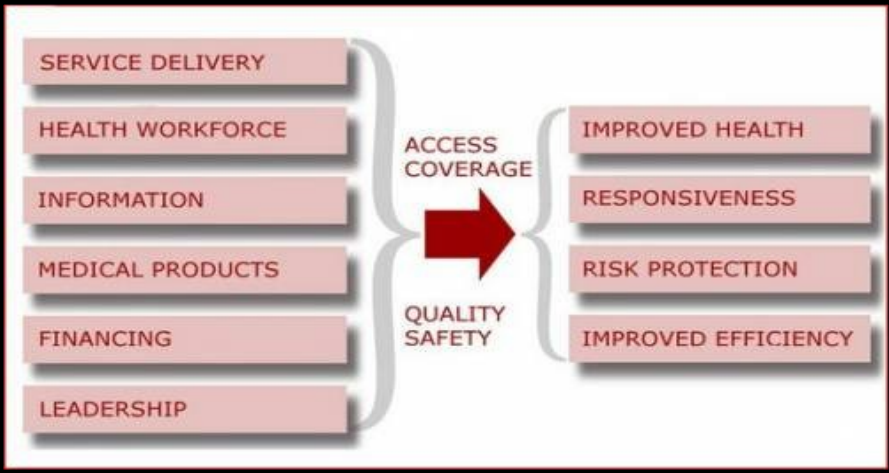 SERVICE DELIVERY
HEALTH WORKFORCE
INFORMATION
MEDICAL PRODUCTS
FINANCING
LEADERSHIP
ACCESS
COVERAGE
QUALITY
SAFETY
IMPROVED HEALTH
RESPONSIVENESS
RISK PROTECTION
IMPROVED EFFICIENCY